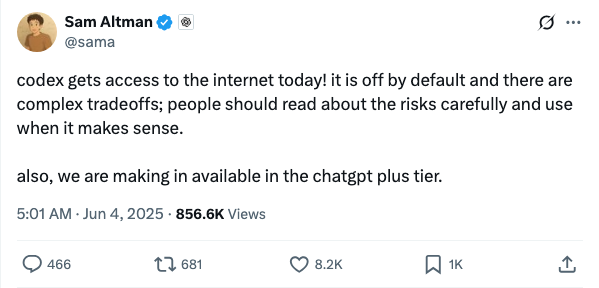 Sam Altman
@sama
codex gets access to the internet today! it is off by default and there are
complex tradeoffs; people should read about the risks carefully and use
when it makes sense.
also, we are making in available in the chatgpt plus tier.
5:01 AM · Jun 4, 2025 · 856.6K Views
466 681 8.2K 1K